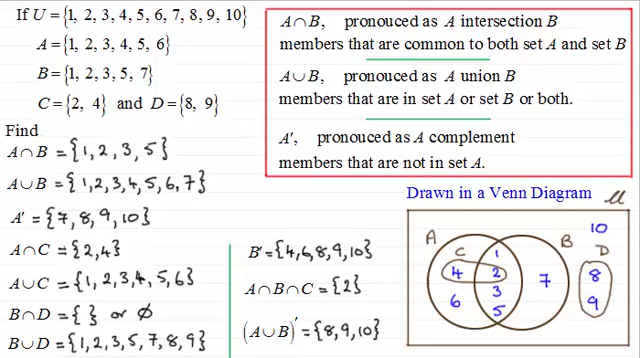 If U = {1, 2, 3, 4, 5, 6, 7, 8, 9, 10}
A = {1, 2, 3, 4, 5, 6}
B = {1, 2, 3, 5, 7}
C = {2, 4} and D = {8, 9}
Find
A∩B = {1, 2, 3, 5}
A∪B = {1, 2, 3, 4, 5, 6, 7}
A′ = {7, 8, 9, 10}
A∩C = {2, 4}
A∪C = {1, 2, 3, 4, 5, 6}
B∩D = { } or ∅
B∪D = {1, 2, 3, 5, 7, 8, 9}
B′ = {4, 6, 8, 9, 10}
A∩B∩C = {2}
(A∪B)′ = {8, 9, 10}
A∩B, pronouced as A intersection B
members that are common to both set A and set B
A∪B, pronouced as A union B
members that are in set A or set B or both.
A′, pronouced as A complement
members that are not in set A.
Drawn in a Venn Diagram
U
A
B
C
D
10
1
4 2
3
5
6
7
8
9